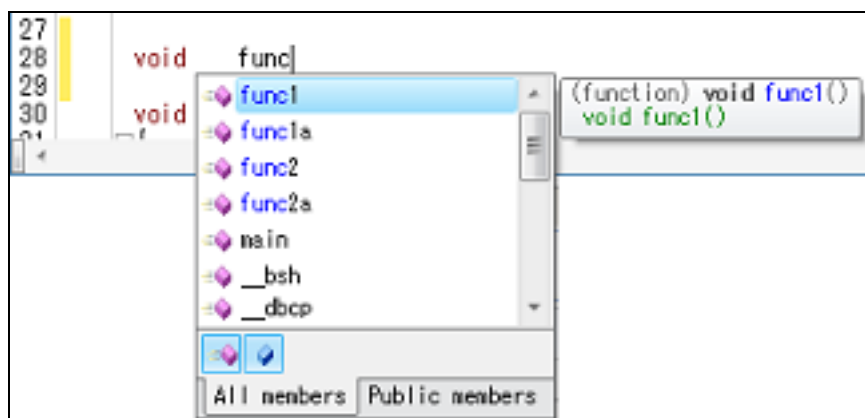 27
28 void func
29
30 void
31 {
func1
func1a
func2
func2a
main
__bsh
__dbcp
All members Public members
(function) void func1()
void func1()